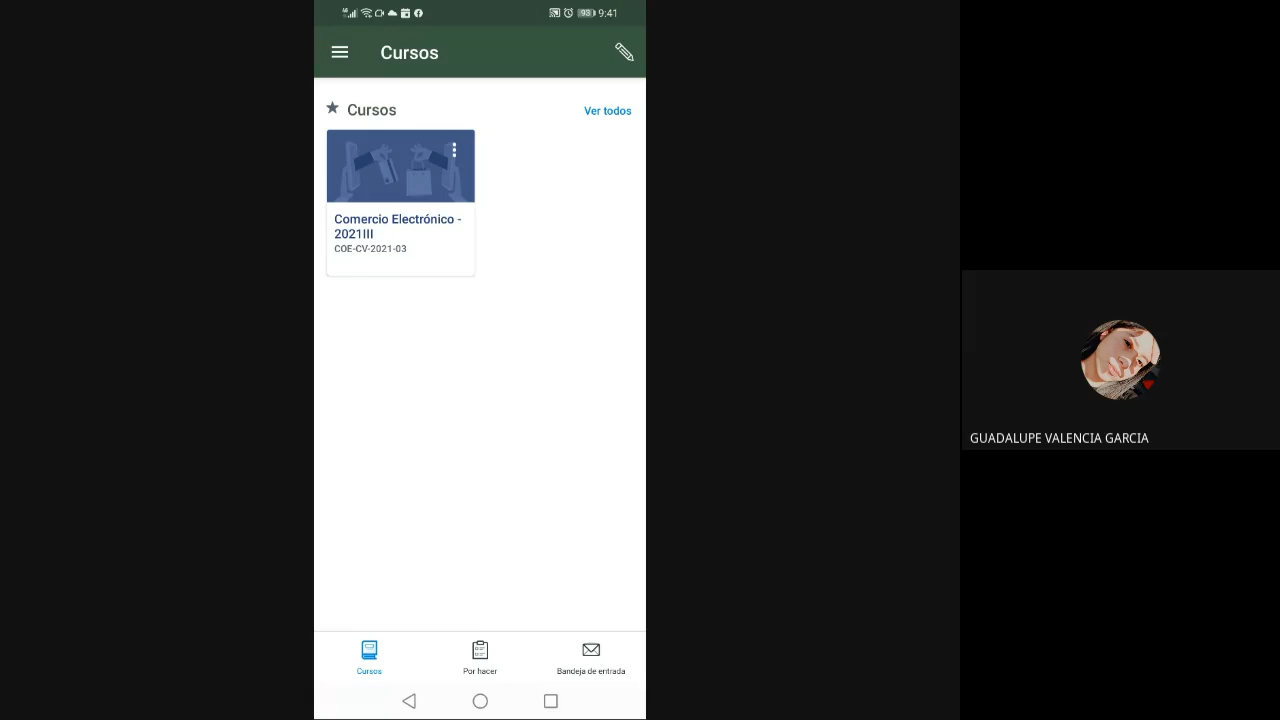 9:41
Cursos
Cursos
Ver todos
Comercio Electrónico -
2021III
COE-CV-2021-03
Cursos
Por hacer
Bandeja de entrada
GUADALUPE VALENCIA GARCIA